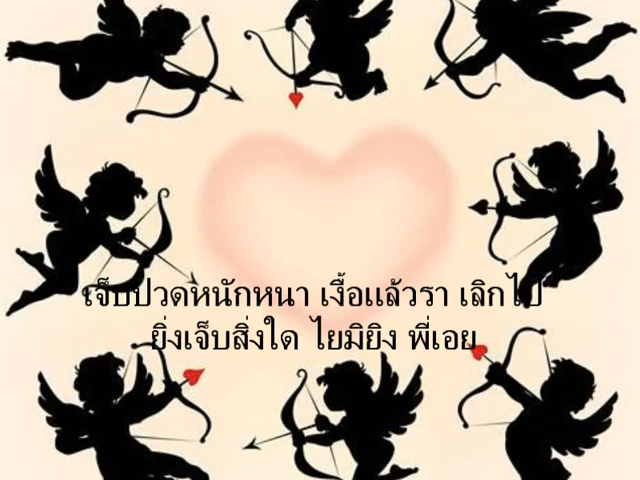 เจ็บปวดหนักหนา เงื้อแล้วรา เลิกไป
ยิ่งเจ็บสิ่งใด ไยมิยิง พี่เอย